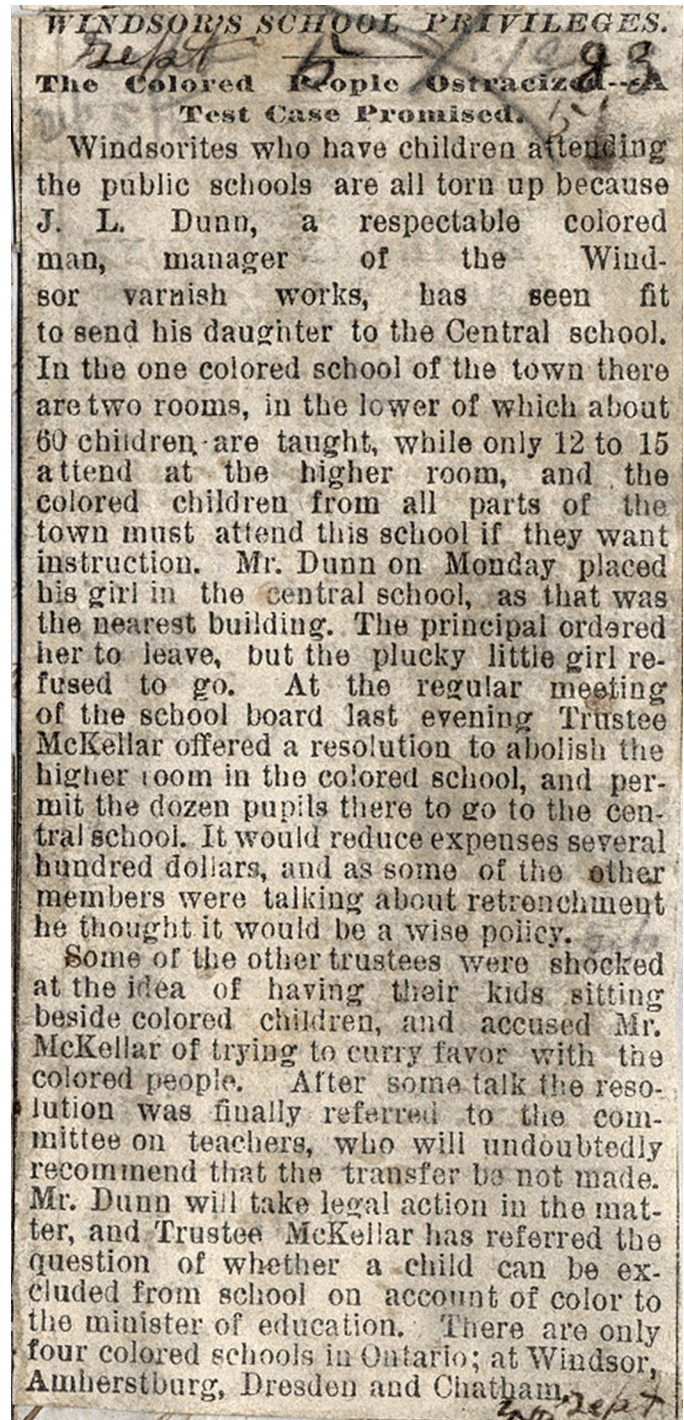 WINDSOR'S SCHOOL PRIVILEGES.
Sept 5 83
The Colored People Ostracized--A
Test Case Promised.
Windsorites who have children attending
the public schools are all torn up because
J. L. Dunn, a respectable colored
man, manager of the Wind-
sor varnish works, has seen fit
to send his daughter to the Central school.
In the one colored school of the town there
are two rooms, in the lower of which about
60 children are taught, while only 12 to 15
attend at the higher room, and the
colored children from all parts of the
town must attend this school if they want
instruction. Mr. Dunn on Monday placed
his girl in the central school, as that was
the nearest building. The principal ordered
her to leave, but the plucky little girl re-
fused to go. At the regular meeting
of the school board last evening Trustee
McKellar offered a resolution to abolish the
higher room in the colored school, and per-
mit the dozen pupils there to go to the cen-
tral school. It would reduce expenses several
hundred dollars, and as some of the other
members were talking about retrenchment
he thought it would be a wise policy.
Some of the other trustees were shocked
at the idea of having their kids sitting
beside colored children, and accused Mr.
McKellar of trying to curry favor with the
colored people. After some talk the reso-
lution was finally referred to the com-
mittee on teachers, who will undoubtedly
recommend that the transfer be not made.
Mr. Dunn will take legal action in the mat-
ter, and Trustee McKellar has referred the
question of whether a child can be ex-
cluded from school on account of color to
the minister of education. There are only
four colored schools in Ontario; at Windsor,
Amherstburg, Dresden and Chatham.
Sept